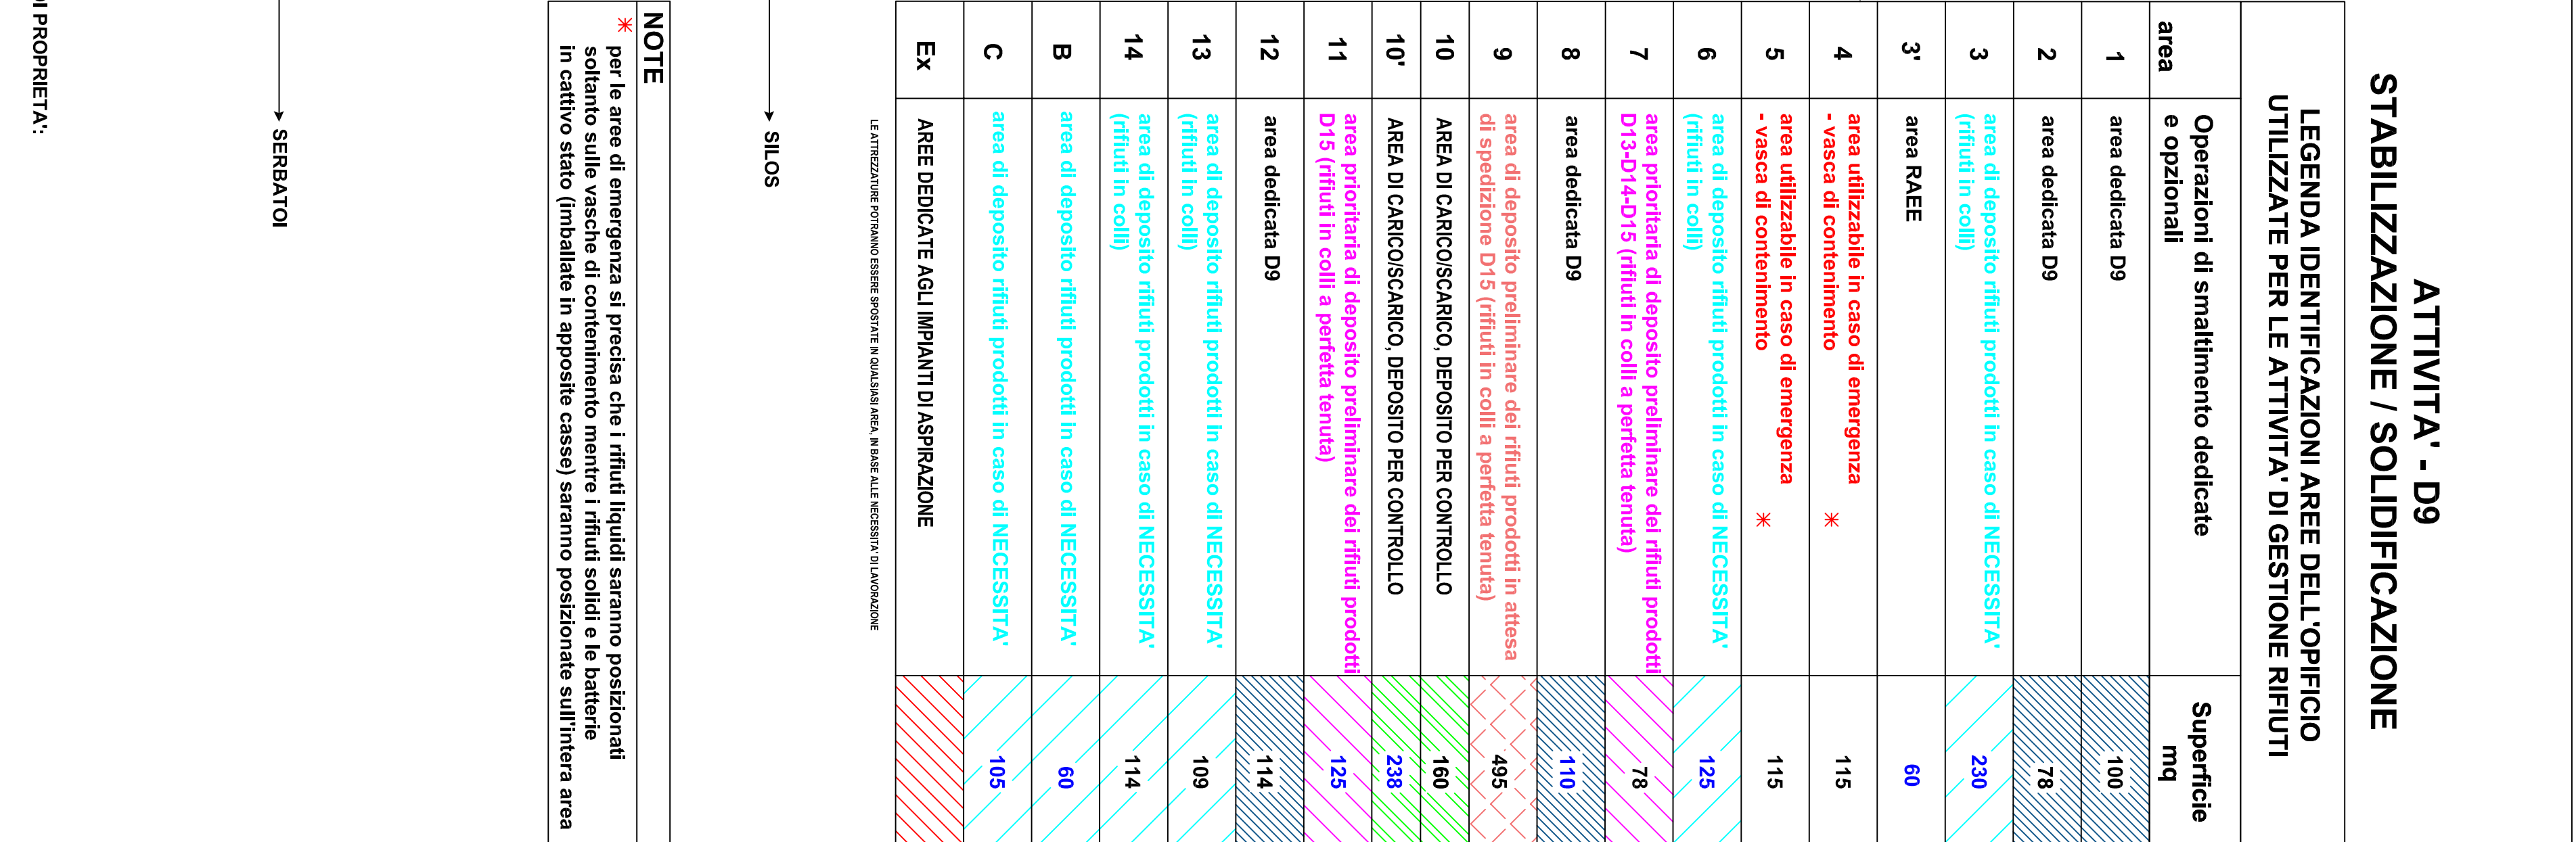 ATTIVITA' - D9
STABILIZZAZIONE / SOLIDIFICAZIONE
LEGENDA IDENTIFICAZIONI AREE DELL'OPIFICIO
UTILIZZATE PER LE ATTIVITA' DI GESTIONE RIFIUTI
area
Operazioni di smaltimento dedicate
e opzionali
Superficie
mq
1 area dedicata D9 100
2 area dedicata D9 78
3 area di deposito rifiuti prodotti in caso di NECESSITA'
(rifiuti in colli) 230
3' area RAEE 60
4 area utilizzabile in caso di emergenza
- vasca di contenimento * 115
5 area utilizzabile in caso di emergenza
- vasca di contenimento * 115
6 area di deposito rifiuti prodotti in caso di NECESSITA'
(rifiuti in colli) 125
7 area prioritaria di deposito preliminare dei rifiuti prodotti
D13-D14-D15 (rifiuti in colli a perfetta tenuta) 78
8 area dedicata D9 110
9 area di deposito preliminare dei rifiuti prodotti in attesa
di spedizione D15 (rifiuti in colli a perfetta tenuta) 495
10 AREA DI CARICO/SCARICO, DEPOSITO PER CONTROLLO 160
10' AREA DI CARICO/SCARICO, DEPOSITO PER CONTROLLO 238
11 area prioritaria di deposito preliminare dei rifiuti prodotti
D15 (rifiuti in colli a perfetta tenuta) 125
12 area dedicata D9 114
13 area di deposito rifiuti prodotti in caso di NECESSITA'
(rifiuti in colli) 109
14 area di deposito rifiuti prodotti in caso di NECESSITA'
(rifiuti in colli) 114
B area di deposito rifiuti prodotti in caso di NECESSITA' 60
C area di deposito rifiuti prodotti in caso di NECESSITA' 105
Ex AREE DEDICATE AGLI IMPIANTI DI ASPIRAZIONE
LE ATTREZZATURE POTRANNO ESSERE SPOSTATE IN QUALSIASI AREA, IN BASE ALLE NECESSITA' DI LAVORAZIONE
SILOS
NOTE
* per le aree di emergenza si precisa che i rifiuti liquidi saranno posizionati
soltanto sulle vasche di contenimento mentre i rifiuti solidi e le batterie
in cattivo stato (imballate in apposite casse) saranno posizionate sull'intera area
SERBATOI
DI PROPRIETA':